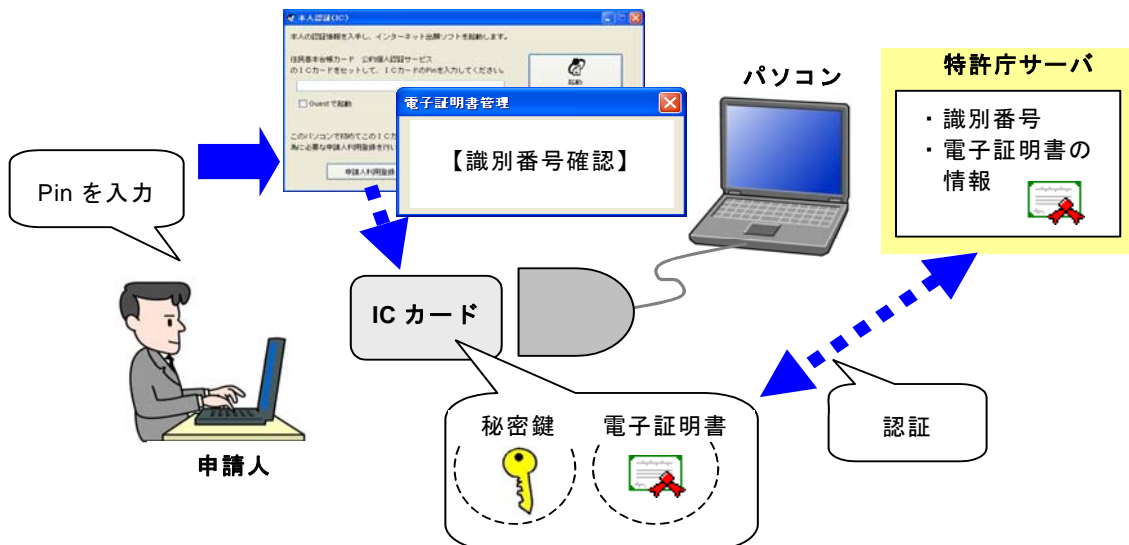 本人認証(IC)
本人の認証情報を入手し、インターネット出願ソフトを起動します。
住民基本台帳カード 公的個人認証サービス
のICカードをセットして、ICカードのPinを入力してください。
起動
Guestで起動
このパソコンで初めてこのICカ
為に必要な申請人利用登録を行い
申請人利用登録
電子証明書管理
【識別番号確認】
パソコン
特許庁サーバ
・識別番号
・電子証明書の
情報
Pin を入力
IC カード
申請人
秘密鍵
電子証明書
認証